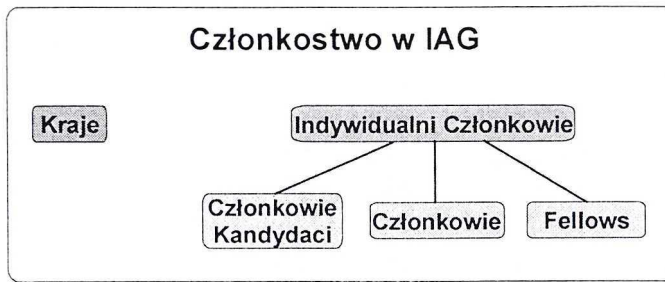 Członkostwo w IAG
Kraje
Indywidualni Członkowie
Członkowie
Kandydaci
Członkowie
Fellows